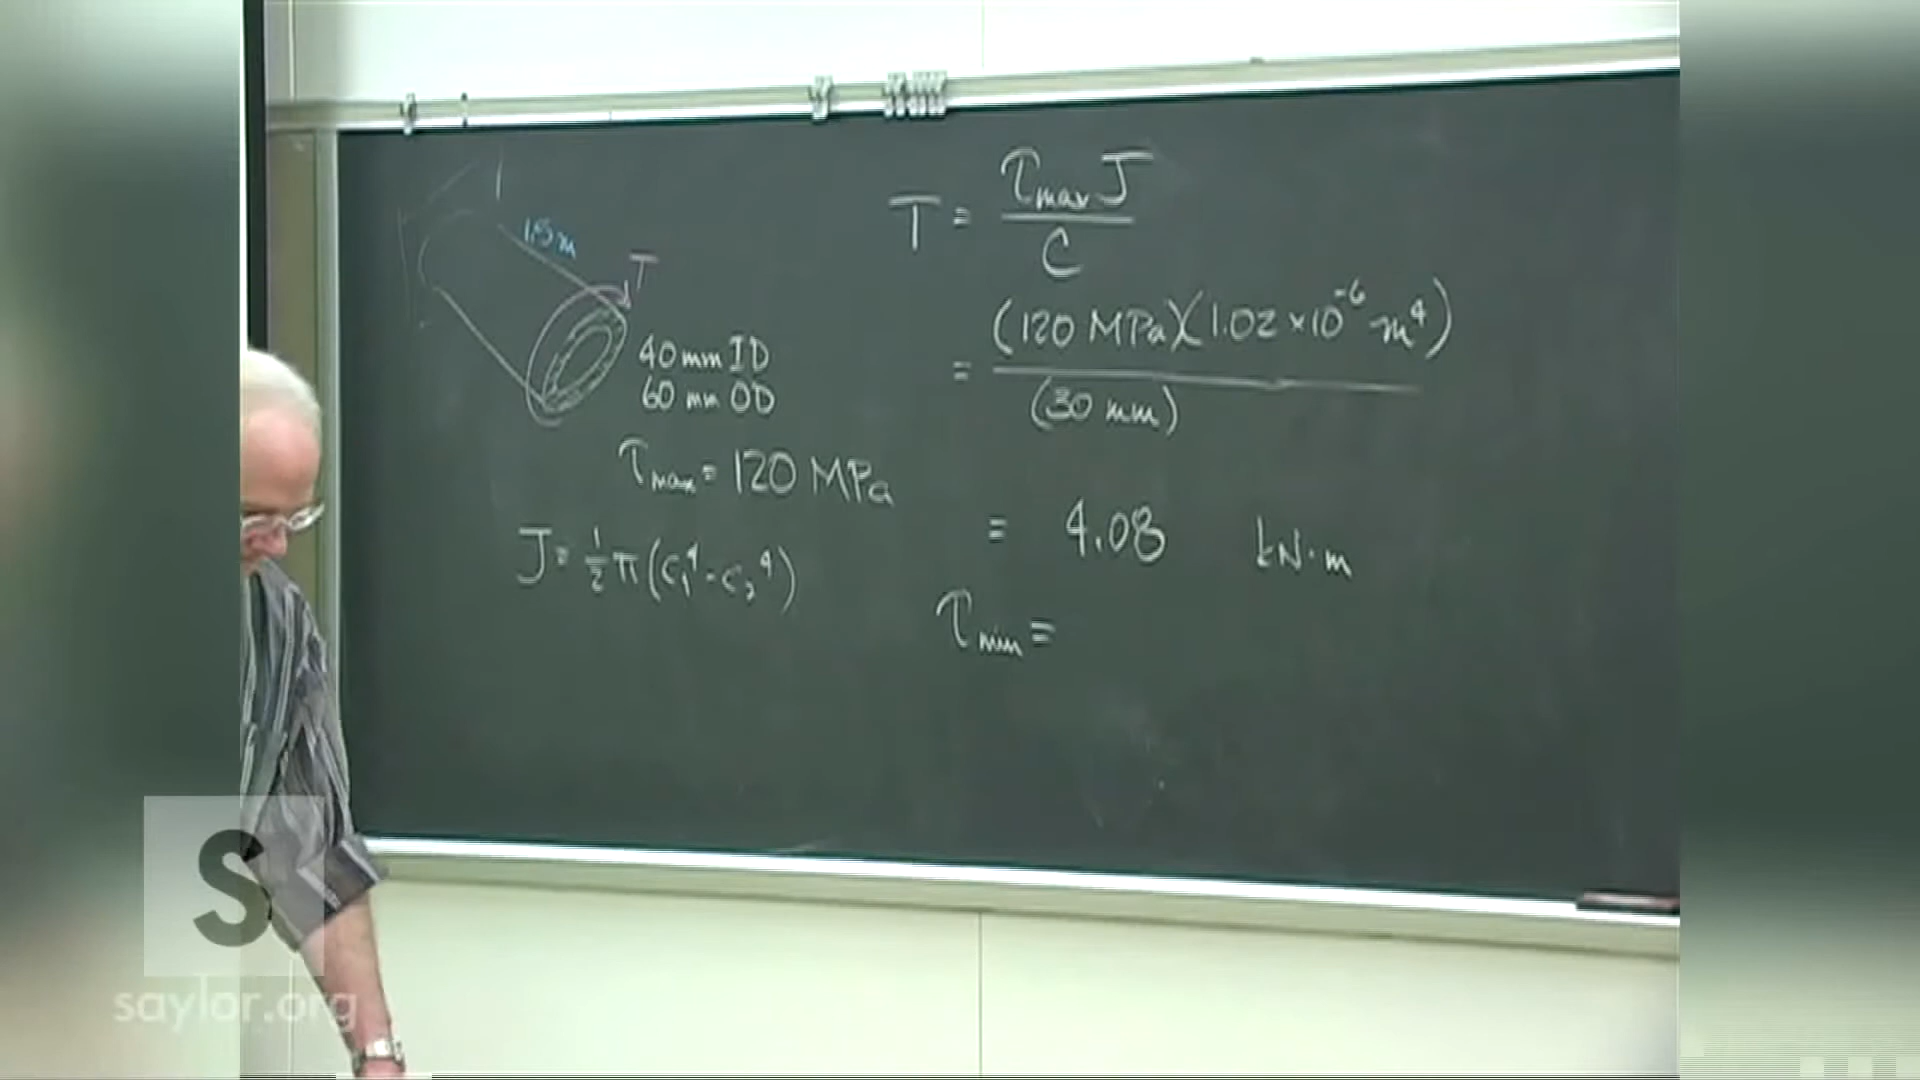 1.5 m
T
40 mm ID
60 mm OD
τmax = 120 MPa
J = 1/2 π (C₁⁴ - C₂⁴)
T = τmax J / C
= (120 MPa)(1.02 × 10⁻⁶ m⁴) / (30 mm)
= 4.08 kN·m
τmin =
S
saylor.org